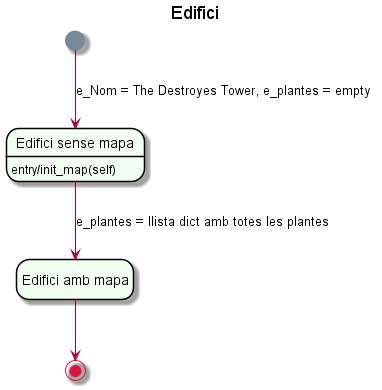 Edifici
e_Nom = The Destroyes Tower, e_plantes = empty
Edifici sense mapa
entry/init_map(self)
e_plantes = llista dict amb totes les plantes
Edifici amb mapa